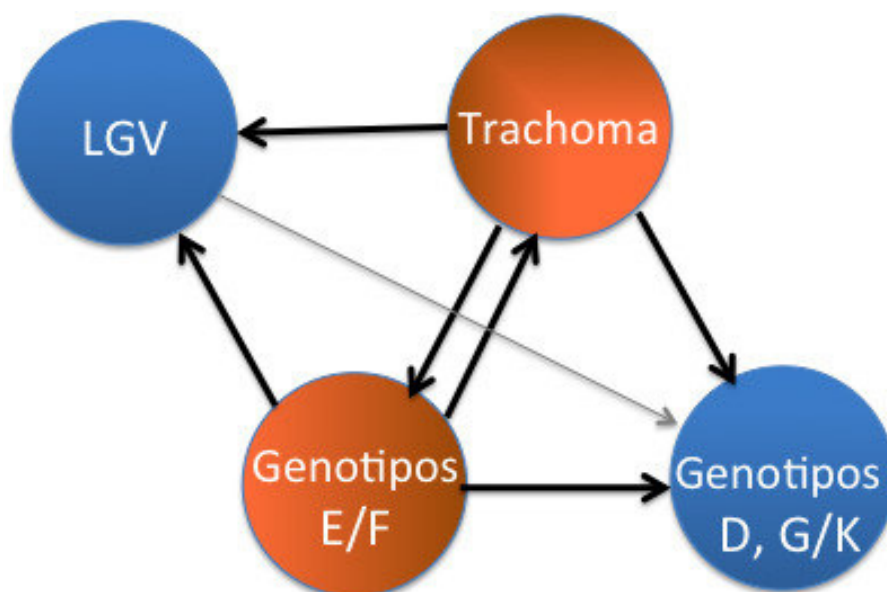 LGV
Trachoma
Genotipos
E/F
Genotipos
D, G/K